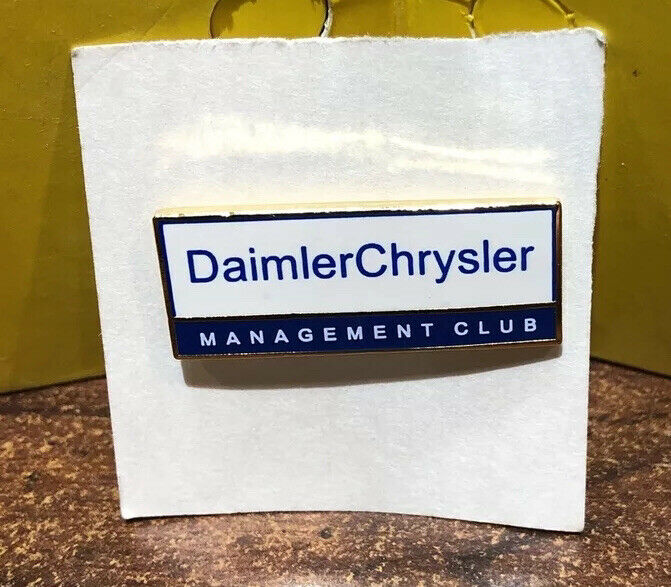 DaimlerChrysler
MANAGEMENT CLUB